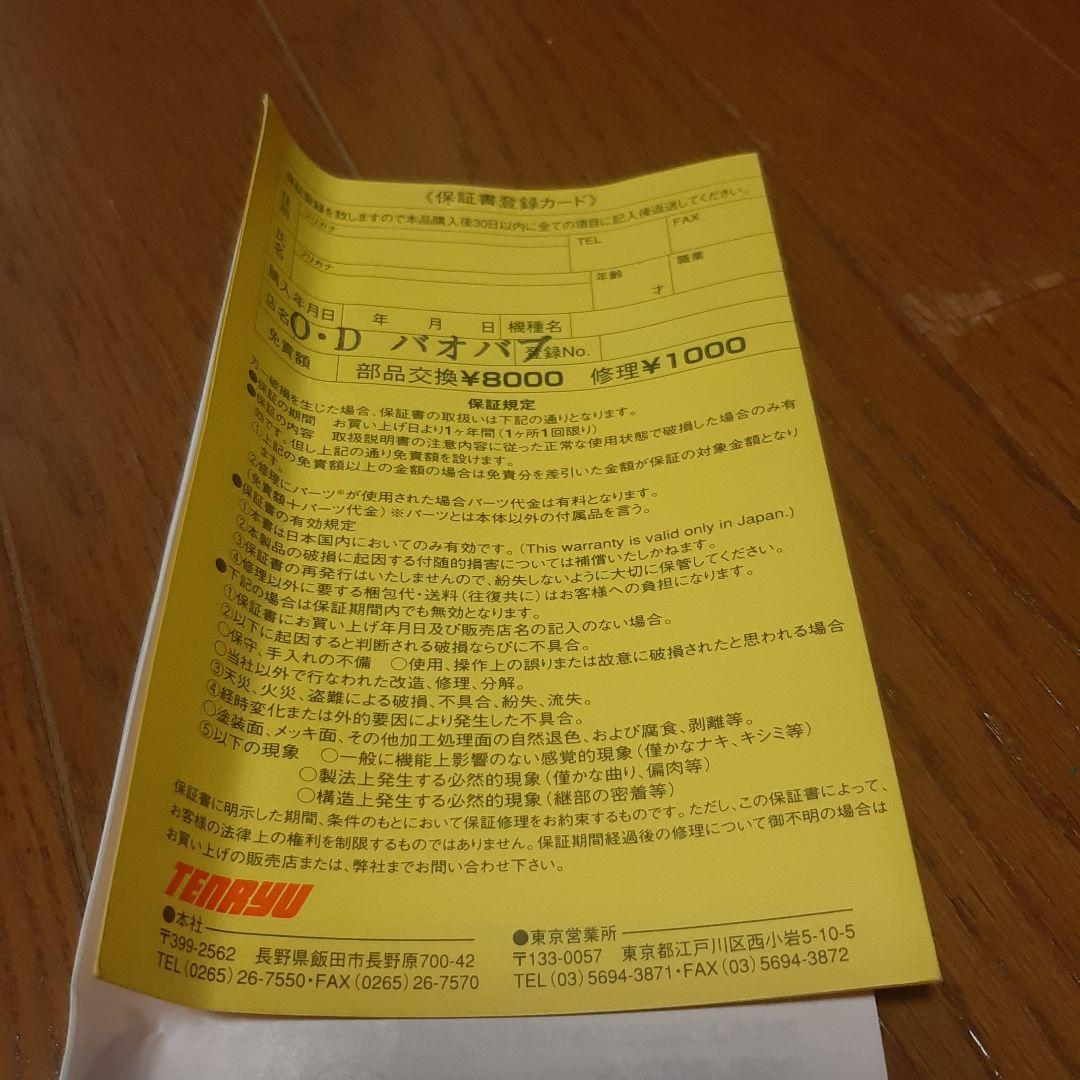 《保証書登録カード》
保証登録を致しますので本品購入後30日以内に全ての項目に記入後返送してください。
住所 フリガナ TEL FAX
氏名 フリガナ 年齢 才 職業
購入年月日 年 月 日 機種名
店名 O・D バオバブ 登録No.
免責額 部品交換¥8000 修理¥1000
保証規定
万一破損を生じた場合、保証書の取扱いは下記の通りとなります。
●保証の期間 お買い上げ日より1ヶ年間(1ヶ所1回限り)
●保証の内容 取扱説明書の注意内容に従った正常な使用状態で破損した場合のみ有
効です。但し上記の通り免責額を設けます。
①上記の免責額以上の金額の場合は免責分を差引いた金額が保証の対象金額となり
ます。
②修理にパーツ※が使用された場合パーツ代金は有料となります。
(免責額+パーツ代金)※パーツとは本体以外の付属品を言う。
●保証書の有効規定
①本書は日本国内においてのみ有効です。(This warranty is valid only in Japan.)
②本製品の破損に起因する付随的損害については補償いたしかねます。
③保証書の再発行はいたしませんので、紛失しないように大切に保管してください。
④修理以外に要する梱包代・送料(往復共に)はお客様への負担になります。
●下記の場合は保証期間内でも無効となります。
①保証書にお買い上げ年月日及び販売店名の記入のない場合。
②以下に起因すると判断される破損ならびに不具合。
○保守、手入れの不備 ○使用、操作上の誤りまたは故意に破損されたと思われる場合
○当社以外で行なわれた改造、修理、分解。
③天災、火災、盗難による破損、不具合、紛失、流失。
④経時変化または外的要因により発生した不具合。
○塗装面、メッキ面、その他加工処理面の自然退色、および腐食、剥離等。
⑤以下の現象 ○一般に機能上影響のない感覚的現象(僅かなナキ、キシミ等)
○製法上発生する必然的現象(僅かな曲り、偏肉等)
○構造上発生する必然的現象(継部の密着等)
保証書に明示した期間、条件のもとにおいて保証修理をお約束するものです。ただし、この保証書によって、
お客様の法律上の権利を制限するものではありません。保証期間経過後の修理について御不明の場合は
お買い上げの販売店または、弊社までお問い合わせ下さい。
TENRYU
●本社
〒399-2562 長野県飯田市長野原700-42
TEL(0265)26-7550・FAX(0265)26-7570
●東京営業所
〒133-0057 東京都江戸川区西小岩5-10-5
TEL(03)5694-3871・FAX(03)5694-3872